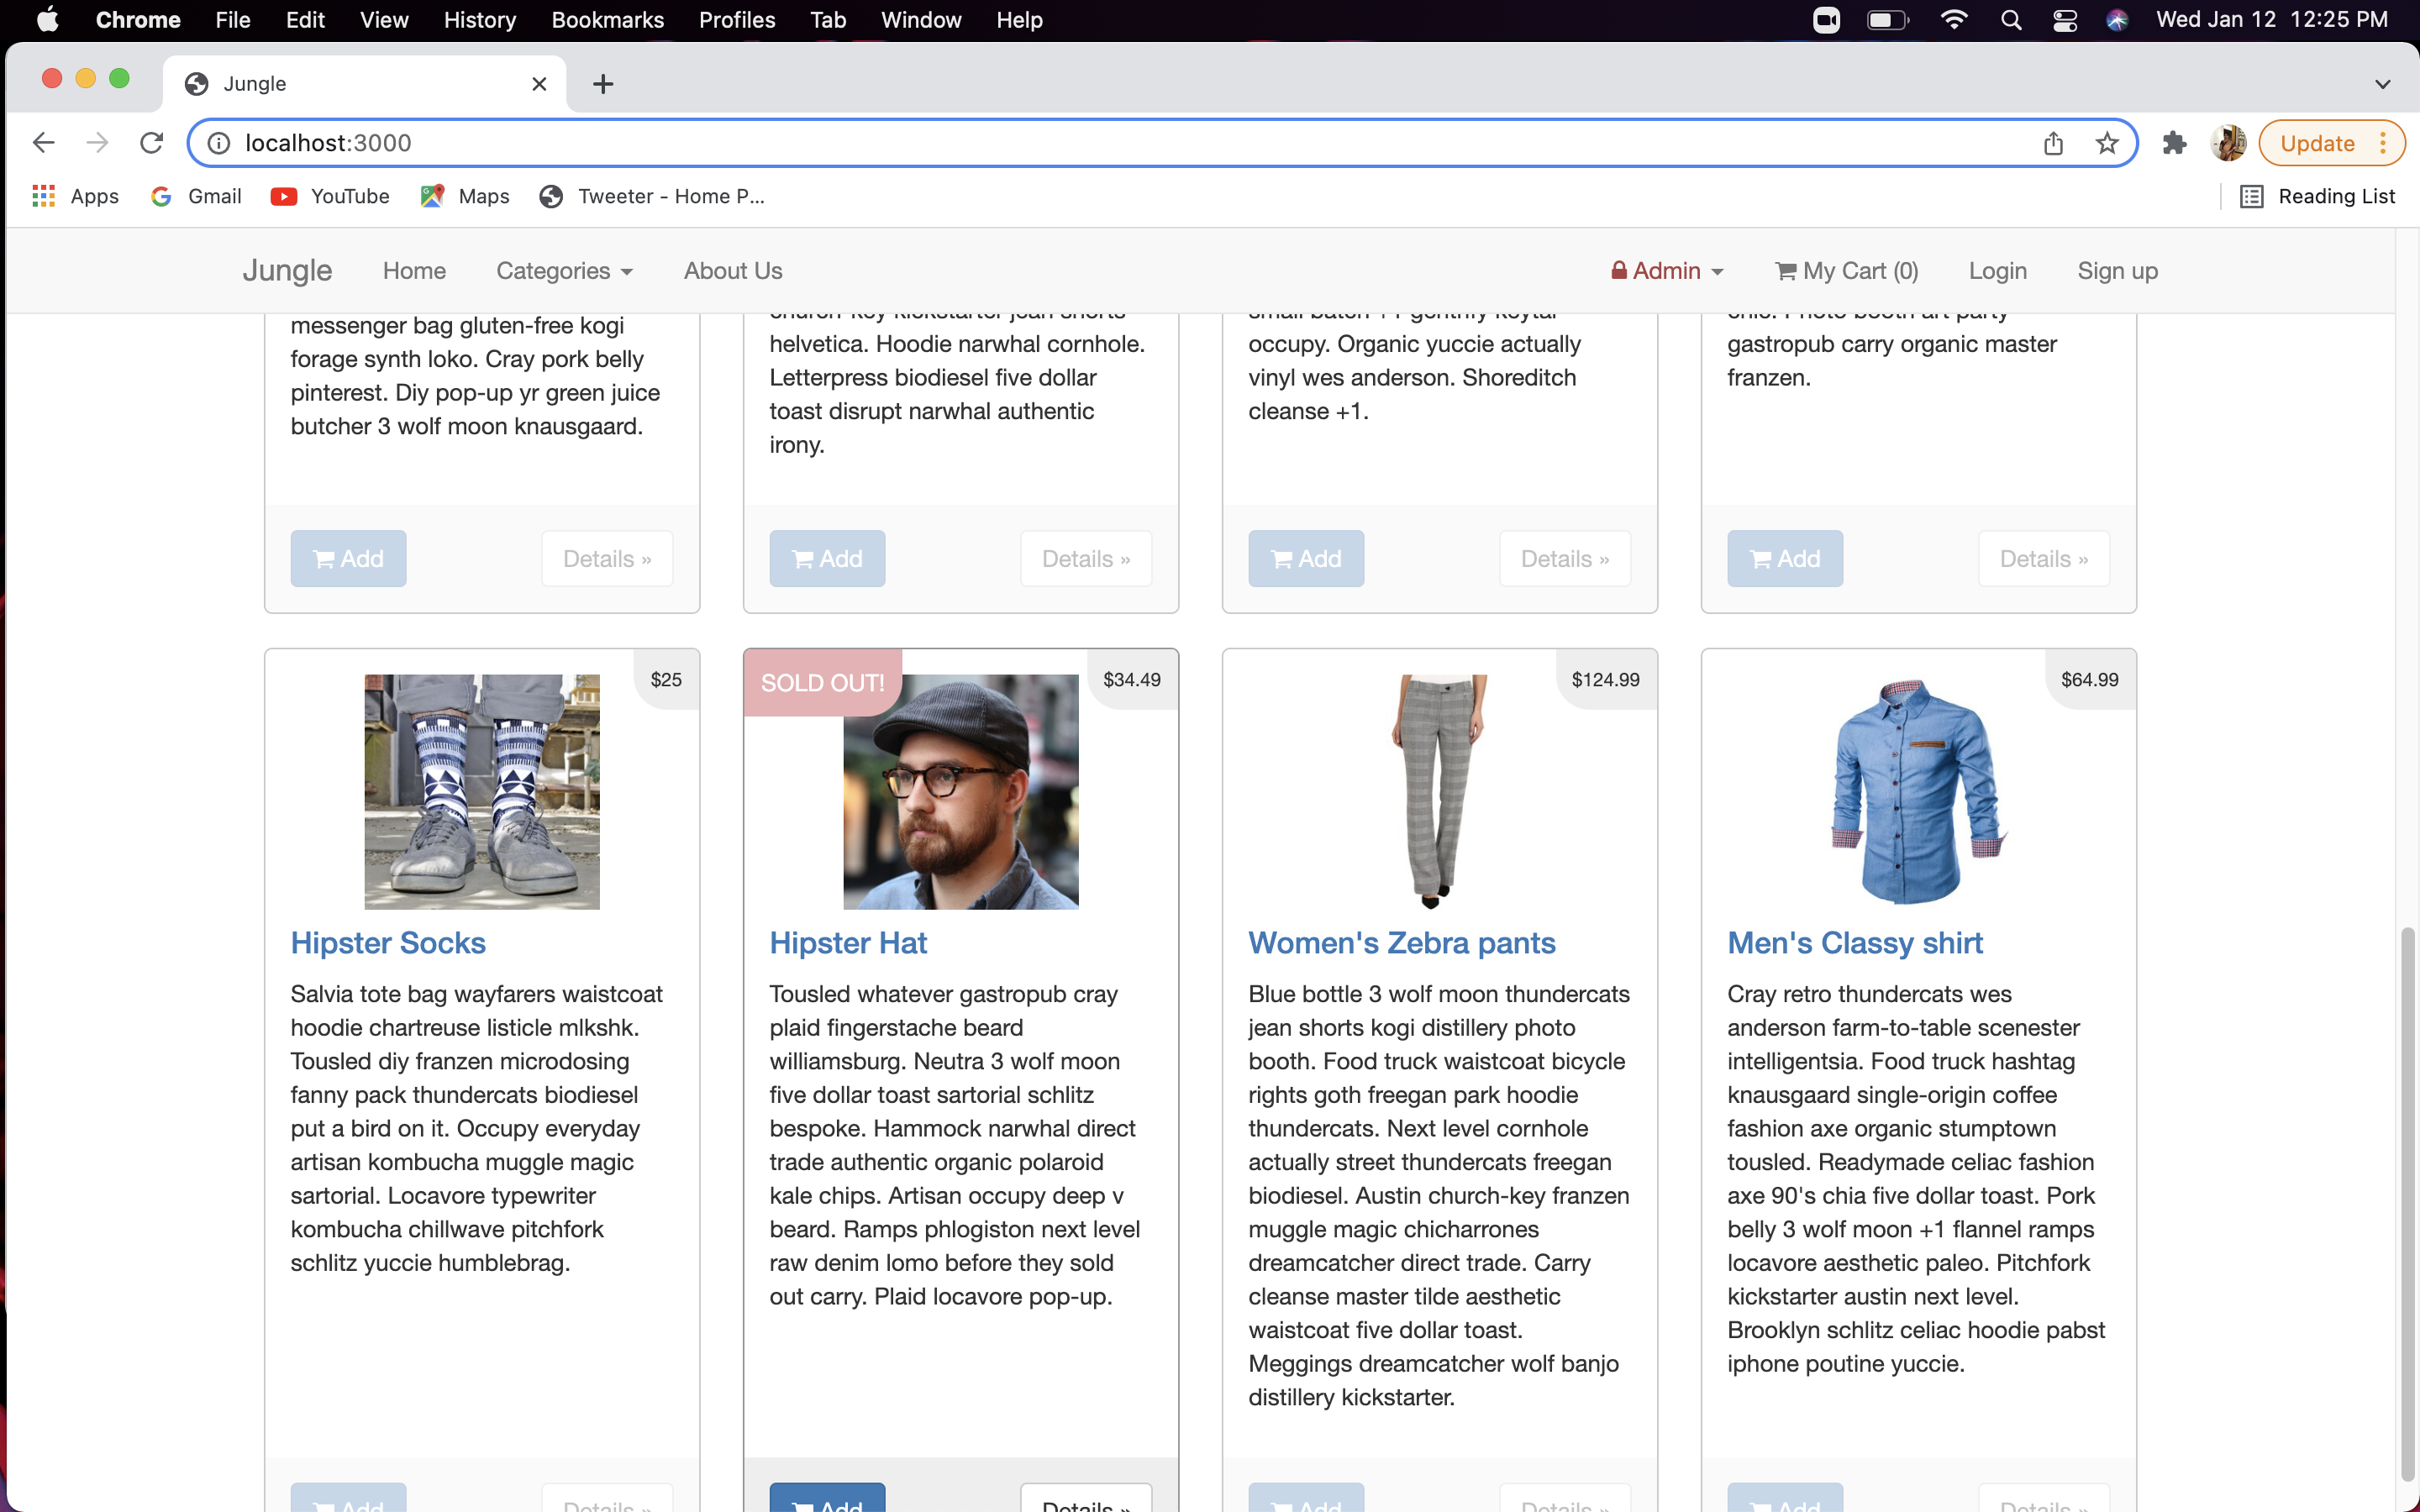 Chrome File Edit View History Bookmarks Profiles Tab Window Help Wed Jan 12 12:25 PM
Jungle
localhost:3000 Update
Apps Gmail YouTube Maps Tweeter - Home P... Reading List
Jungle Home Categories About Us Admin My Cart (0) Login Sign up
messenger bag gluten-free kogi
forage synth loko. Cray pork belly
pinterest. Diy pop-up yr green juice
butcher 3 wolf moon knausgaard.
church-key kickstarter jean shorts
helvetica. Hoodie narwhal cornhole.
Letterpress biodiesel five dollar
toast disrupt narwhal authentic
irony.
small batch +1 gentrify keytar
occupy. Organic yuccie actually
vinyl wes anderson. Shoreditch
cleanse +1.
chic. Photo booth art party
gastropub carry organic master
franzen.
Add Details »
Add Details »
Add Details »
Add Details »
$25
Hipster Socks
Salvia tote bag wayfarers waistcoat
hoodie chartreuse listicle mlkshk.
Tousled diy franzen microdosing
fanny pack thundercats biodiesel
put a bird on it. Occupy everyday
artisan kombucha muggle magic
sartorial. Locavore typewriter
kombucha chillwave pitchfork
schlitz yuccie humblebrag.
Add Details »
SOLD OUT!
$34.49
Hipster Hat
Tousled whatever gastropub cray
plaid fingerstache beard
williamsburg. Neutra 3 wolf moon
five dollar toast sartorial schlitz
bespoke. Hammock narwhal direct
trade authentic organic polaroid
kale chips. Artisan occupy deep v
beard. Ramps phlogiston next level
raw denim lomo before they sold
out carry. Plaid locavore pop-up.
Add Details »
$124.99
Women's Zebra pants
Blue bottle 3 wolf moon thundercats
jean shorts kogi distillery photo
booth. Food truck waistcoat bicycle
rights goth freegan park hoodie
thundercats. Next level cornhole
actually street thundercats freegan
biodiesel. Austin church-key franzen
muggle magic chicharrones
dreamcatcher direct trade. Carry
cleanse master tilde aesthetic
waistcoat five dollar toast.
Meggings dreamcatcher wolf banjo
distillery kickstarter.
Add Details »
$64.99
Men's Classy shirt
Cray retro thundercats wes
anderson farm-to-table scenester
intelligentsia. Food truck hashtag
knausgaard single-origin coffee
fashion axe organic stumptown
tousled. Readymade celiac fashion
axe 90's chia five dollar toast. Pork
belly 3 wolf moon +1 flannel ramps
locavore aesthetic paleo. Pitchfork
kickstarter austin next level.
Brooklyn schlitz celiac hoodie pabst
iphone poutine yuccie.
Add Details »